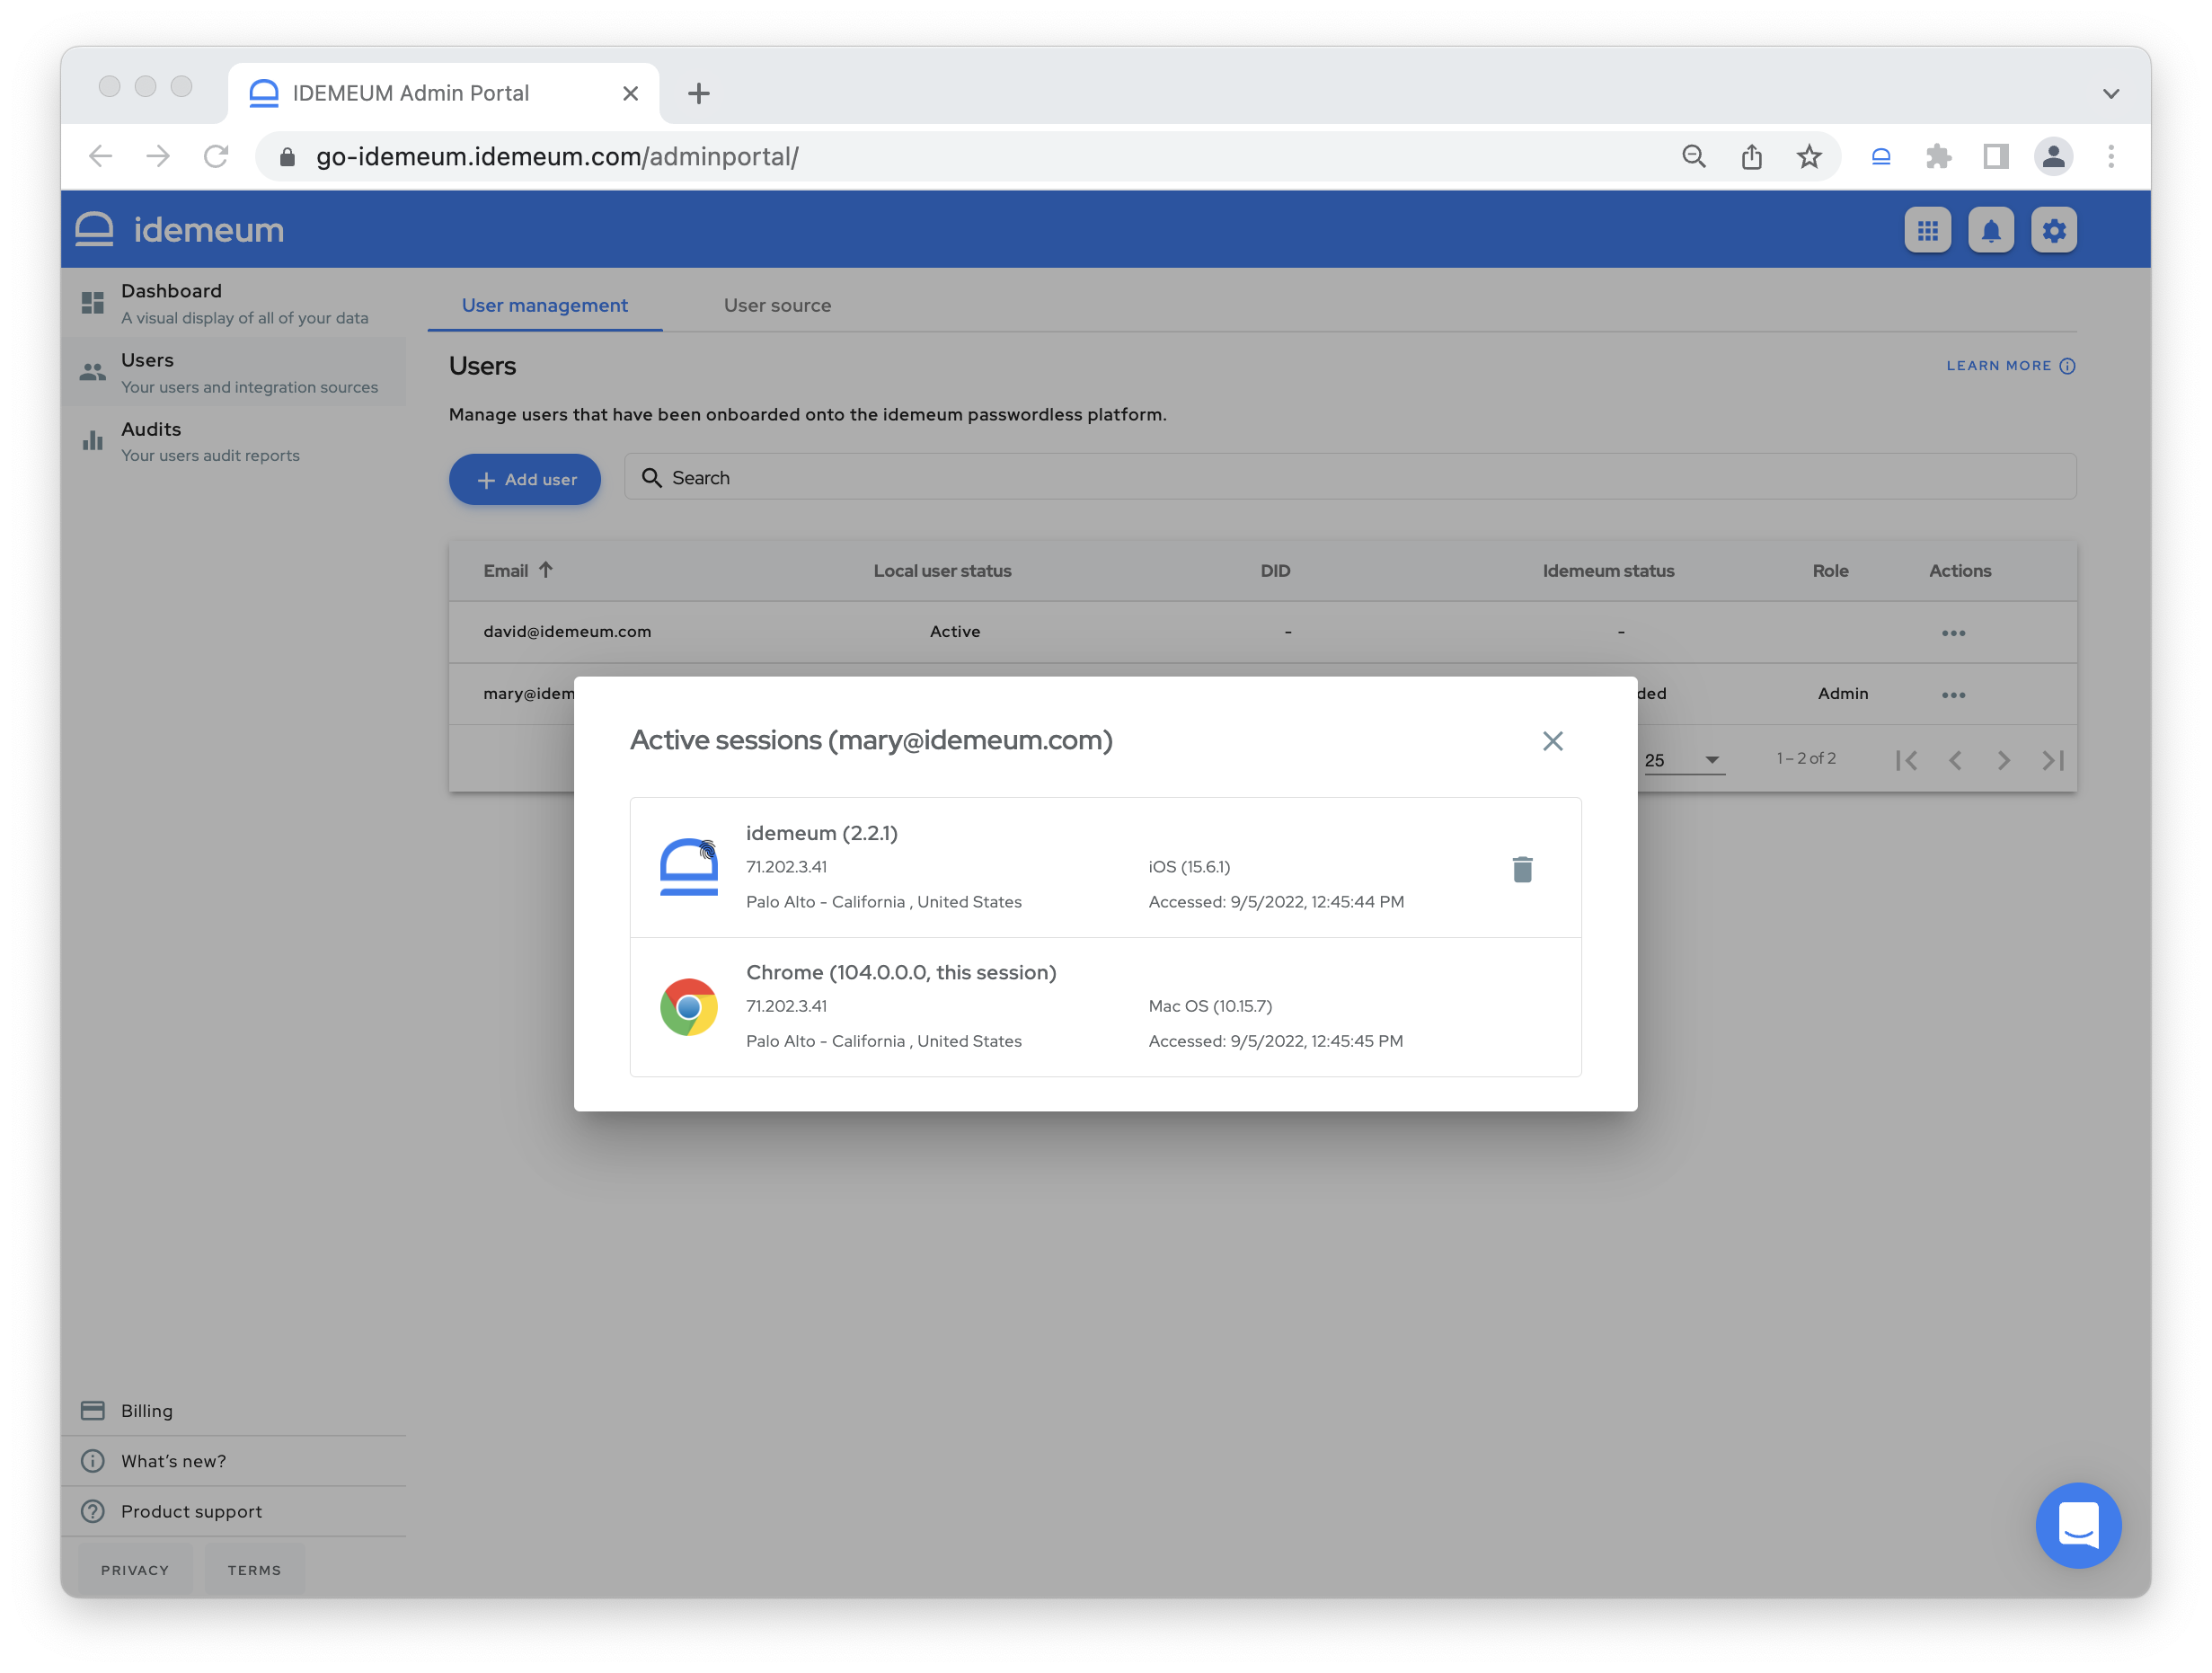 IDEMEUM Admin Portal
go-idemeum.idemeum.com/adminportal/
idemeum
Dashboard
A visual display of all of your data
Users
Your users and integration sources
Audits
Your users audit reports
User management
User source
Users
LEARN MORE
Manage users that have been onboarded onto the idemeum passwordless platform.
Add user
Search
Email Local user status DID Idemeum status Role Actions
david@idemeum.com Active - -
mary@idem ded Admin
25 1 – 2 of 2
Active sessions (mary@idemeum.com)
idemeum (2.2.1)
71.202.3.41 iOS (15.6.1)
Palo Alto - California , United States Accessed: 9/5/2022, 12:45:44 PM
Chrome (104.0.0.0, this session)
71.202.3.41 Mac OS (10.15.7)
Palo Alto - California , United States Accessed: 9/5/2022, 12:45:45 PM
Billing
What's new?
Product support
PRIVACY TERMS